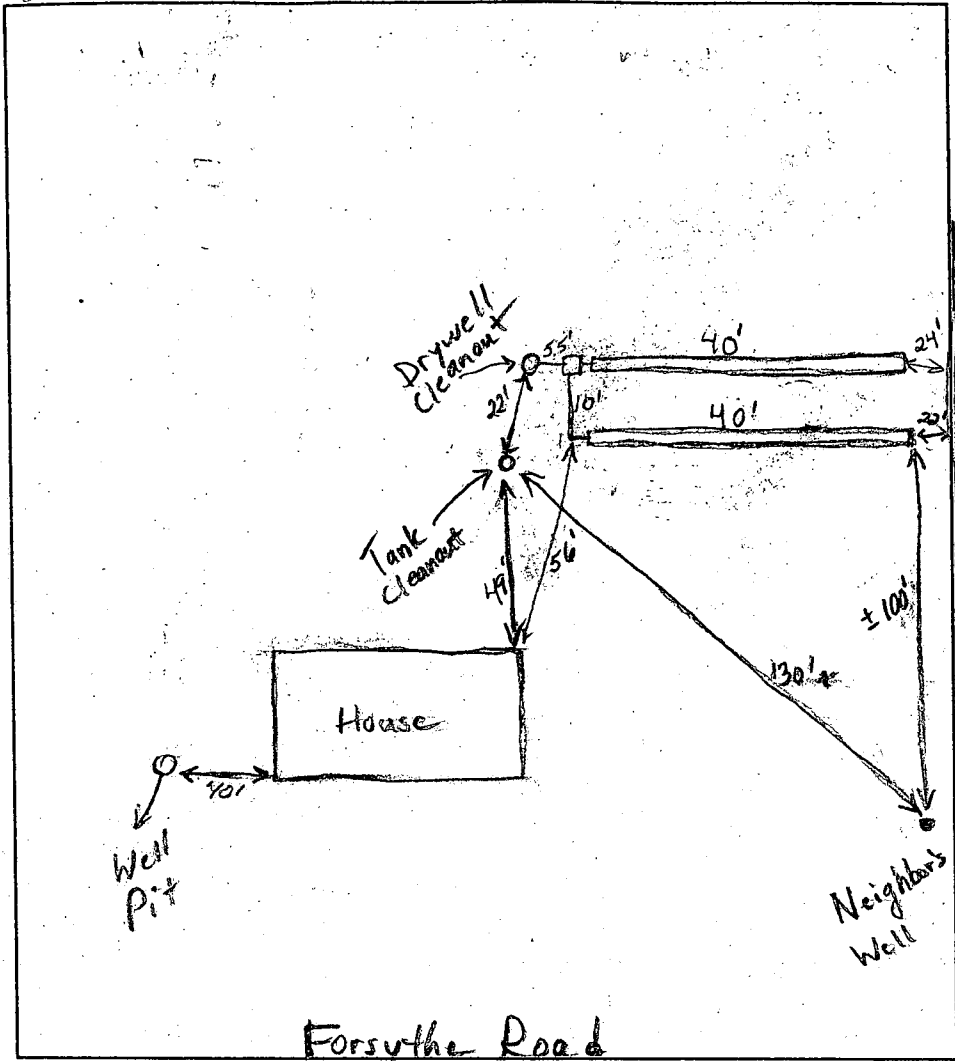 Drywell
Cleanout
55'
40'
24'
22'
10'
40'
20'
Tank
Cleanout
49'
56'
± 100'
130'±
House
40'
Well
Pit
Neighbor's
Well
Forsythe Road